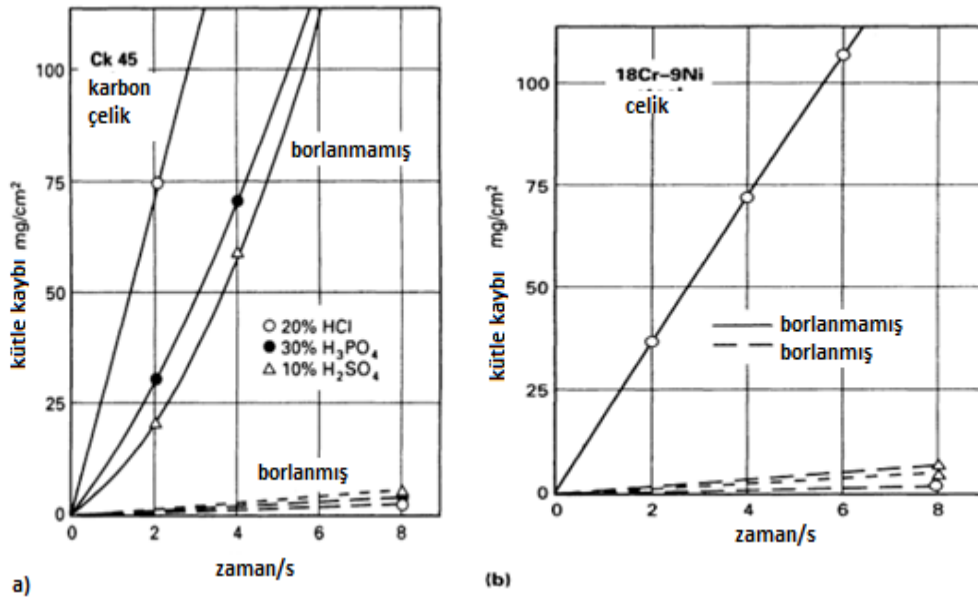 Ck 45
karbon
çelik
borlanmamış
100
75
50
25
0
kütle kaybı mg/cm²
○ 20% HCl
● 30% H₃PO₄
△ 10% H₂SO₄
borlanmış
0 2 4 6 8
zaman/s
a)
18Cr–9Ni
celik
100
75
50
25
0
kütle kaybı mg/cm²
borlanmamış
borlanmış
0 2 4 6 8
zaman/s
(b)